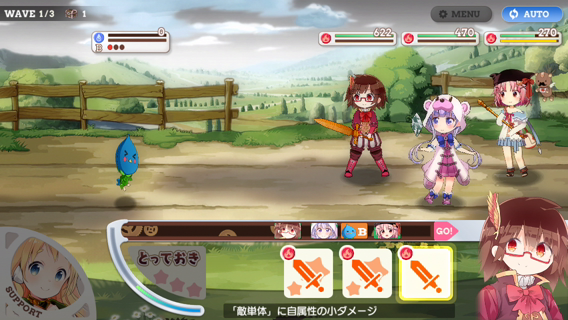 WAVE 1/3 1
MENU
AUTO
0
B
622
470
270
B
GO!
とっておき
SUPPORT
「敵単体」に自属性の小ダメージ